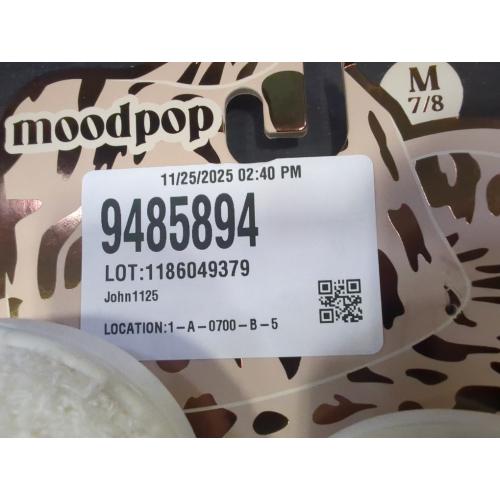 moodpop
M
7/8
11/25/2025 02:40 PM
9485894
LOT:1186049379
John1125
LOCATION:1-A-0700-B-5